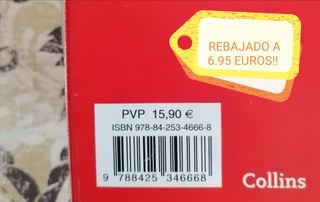 REBAJADO A
6.95 EUROS!!
PVP 15,90 €
ISBN 978-84-253-4666-8
9 788425 346668
Collins